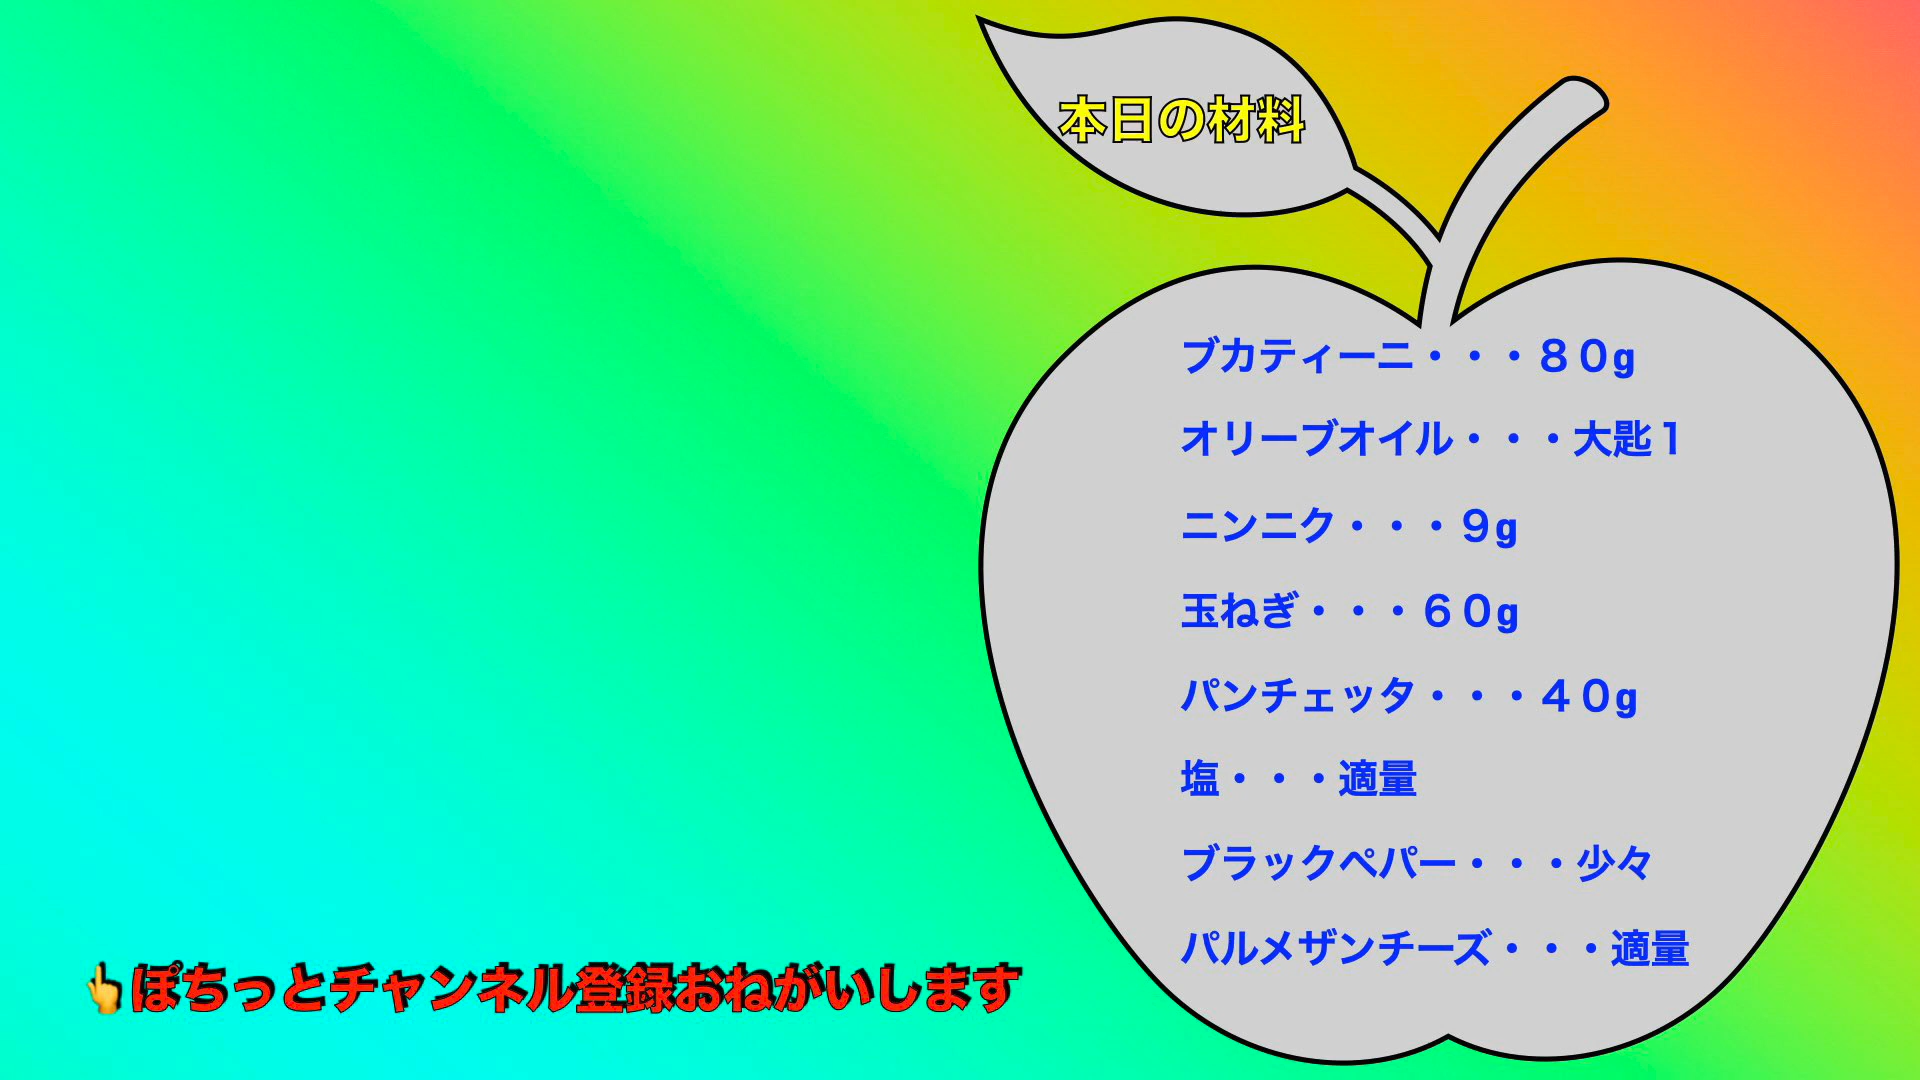 本日の材料
ブカティーニ・・・８０g
オリーブオイル・・・大匙１
ニンニク・・・９g
玉ねぎ・・・６０g
パンチェッタ・・・４０g
塩・・・適量
ブラックペパー・・・少々
パルメザンチーズ・・・適量
👆ぽちっとチャンネル登録おねがいします